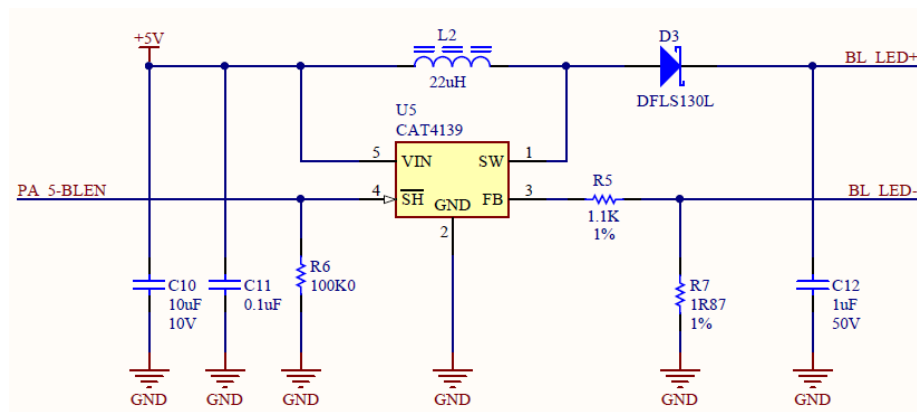 +5V
L2
22uH
D3
DFLS130L
BL_LED+
U5
CAT4139
5
VIN
SW
1
PA_5-BLEN
4
SH
GND
FB
3
2
R5
1.1K
1%
BL_LED-
C10
10uF
10V
C11
0.1uF
R6
100K0
R7
1R87
1%
C12
1uF
50V
GND
GND
GND
GND
GND
GND